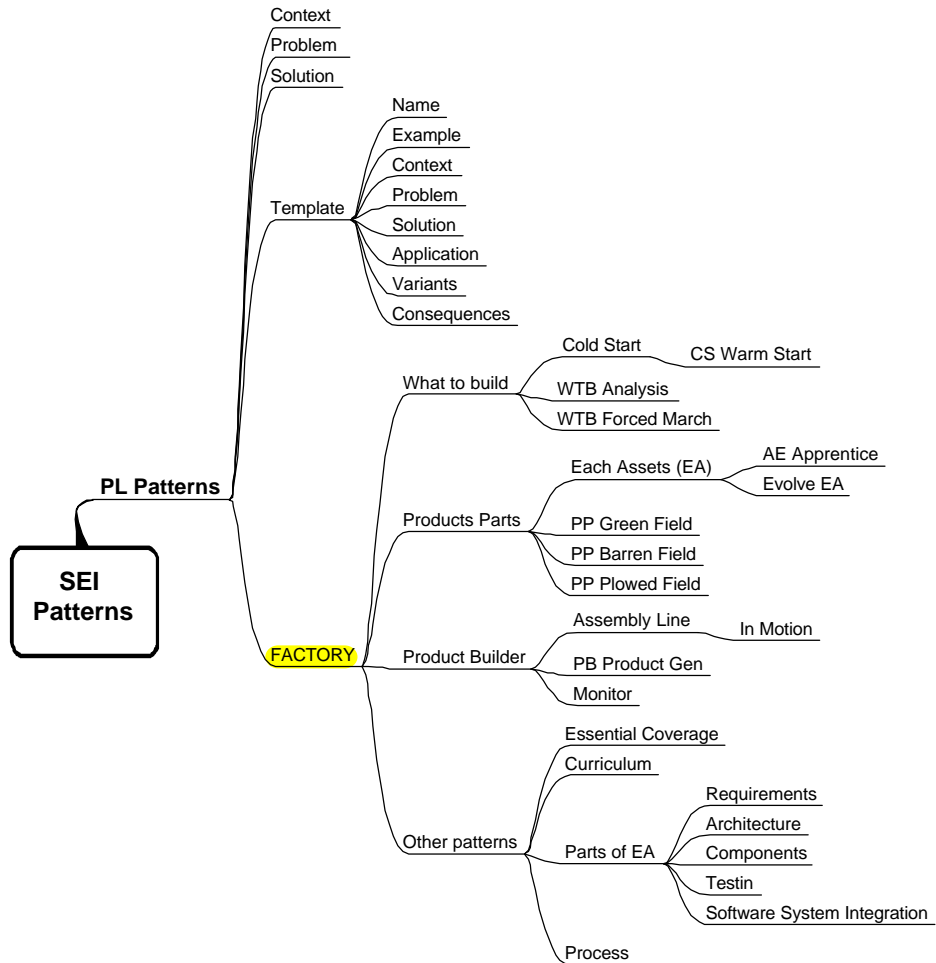 Context
Problem
Solution
Name
Example
Context
Problem
Template
Solution
Application
Variants
Consequences
Cold Start
CS Warm Start
What to build
WTB Analysis
WTB Forced March
AE Apprentice
Each Assets (EA)
Evolve EA
PL Patterns
Products Parts
PP Green Field
PP Barren Field
PP Plowed Field
SEI
Patterns
Assembly Line
In Motion
FACTORY
Product Builder
PB Product Gen
Monitor
Essential Coverage
Curriculum
Requirements
Architecture
Other patterns
Parts of EA
Components
Testin
Software System Integration
Process